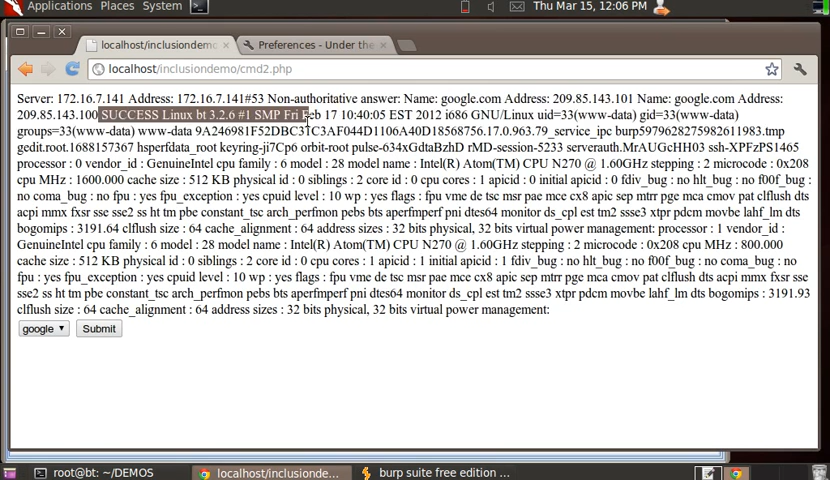 Applications Places System Thu Mar 15, 12:06 PM
localhost/inclusiondemo Preferences - Under the
localhost/inclusiondemo/cmd2.php
Server: 172.16.7.141 Address: 172.16.7.141#53 Non-authoritative answer: Name: google.com Address: 209.85.143.101 Name: google.com Address:
209.85.143.100 SUCCESS Linux bt 3.2.6 #1 SMP Fri Feb 17 10:40:05 EST 2012 i686 GNU/Linux uid=33(www-data) gid=33(www-data)
groups=33(www-data) www-data 9A246981F52DBC31C3AF044D1106A40D18568756.17.0.963.79_service_ipc burp5979628275982611983.tmp
gedit.root.1688157367 hsperfdata_root keyring-ji7Cp6 orbit-root pulse-634xGdtaBzhD rMD-session-5233 serverauth.MrAUGcHH03 ssh-XPFzPS1465
processor : 0 vendor_id : GenuineIntel cpu family : 6 model : 28 model name : Intel(R) Atom(TM) CPU N270 @ 1.60GHz stepping : 2 microcode : 0x208
cpu MHz : 1600.000 cache size : 512 KB physical id : 0 siblings : 2 core id : 0 cpu cores : 1 apicid : 0 initial apicid : 0 fdiv_bug : no hlt_bug : no f00f_bug :
no coma_bug : no fpu : yes fpu_exception : yes cpuid level : 10 wp : yes flags : fpu vme de tsc msr pae mce cx8 apic sep mtrr pge mca cmov pat clflush dts
acpi mmx fxsr sse sse2 ss ht tm pbe constant_tsc arch_perfmon pebs bts aperfmperf pni dtes64 monitor ds_cpl est tm2 ssse3 xtpr pdcm movbe lahf_lm dts
bogomips : 3191.64 clflush size : 64 cache_alignment : 64 address sizes : 32 bits physical, 32 bits virtual power management: processor : 1 vendor_id :
GenuineIntel cpu family : 6 model : 28 model name : Intel(R) Atom(TM) CPU N270 @ 1.60GHz stepping : 2 microcode : 0x208 cpu MHz : 800.000
cache size : 512 KB physical id : 0 siblings : 2 core id : 0 cpu cores : 1 apicid : 1 initial apicid : 1 fdiv_bug : no hlt_bug : no f00f_bug : no coma_bug : no
fpu : yes fpu_exception : yes cpuid level : 10 wp : yes flags : fpu vme de tsc msr pae mce cx8 apic sep mtrr pge mca cmov pat clflush dts acpi mmx fxsr sse
sse2 ss ht tm pbe constant_tsc arch_perfmon pebs bts aperfmperf pni dtes64 monitor ds_cpl est tm2 ssse3 xtpr pdcm movbe lahf_lm dts bogomips : 3191.93
clflush size : 64 cache_alignment : 64 address sizes : 32 bits physical, 32 bits virtual power management:
google Submit
root@bt: ~/DEMOS localhost/inclusiondemo... burp suite free edition ...